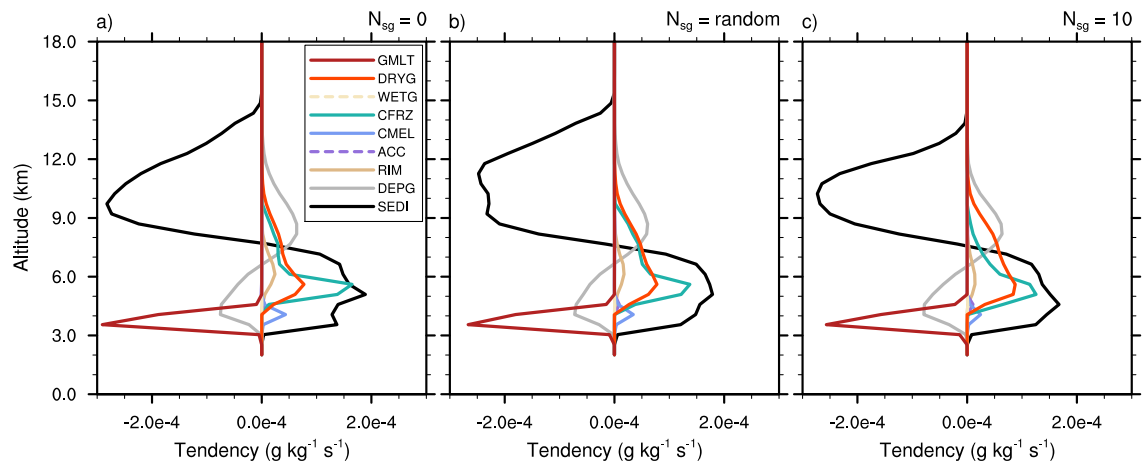 a) N_sg = 0
b) N_sg = random
c) N_sg = 10
18.0
15.0
12.0
9.0
6.0
3.0
0.0
Altitude (km)
GMLT
DRYG
WETG
CFRZ
CMEL
ACC
RIM
DEPG
SEDI
-2.0e-4 0.0e-4 2.0e-4
-2.0e-4 0.0e-4 2.0e-4
-2.0e-4 0.0e-4 2.0e-4
Tendency (g kg⁻¹ s⁻¹)
Tendency (g kg⁻¹ s⁻¹)
Tendency (g kg⁻¹ s⁻¹)